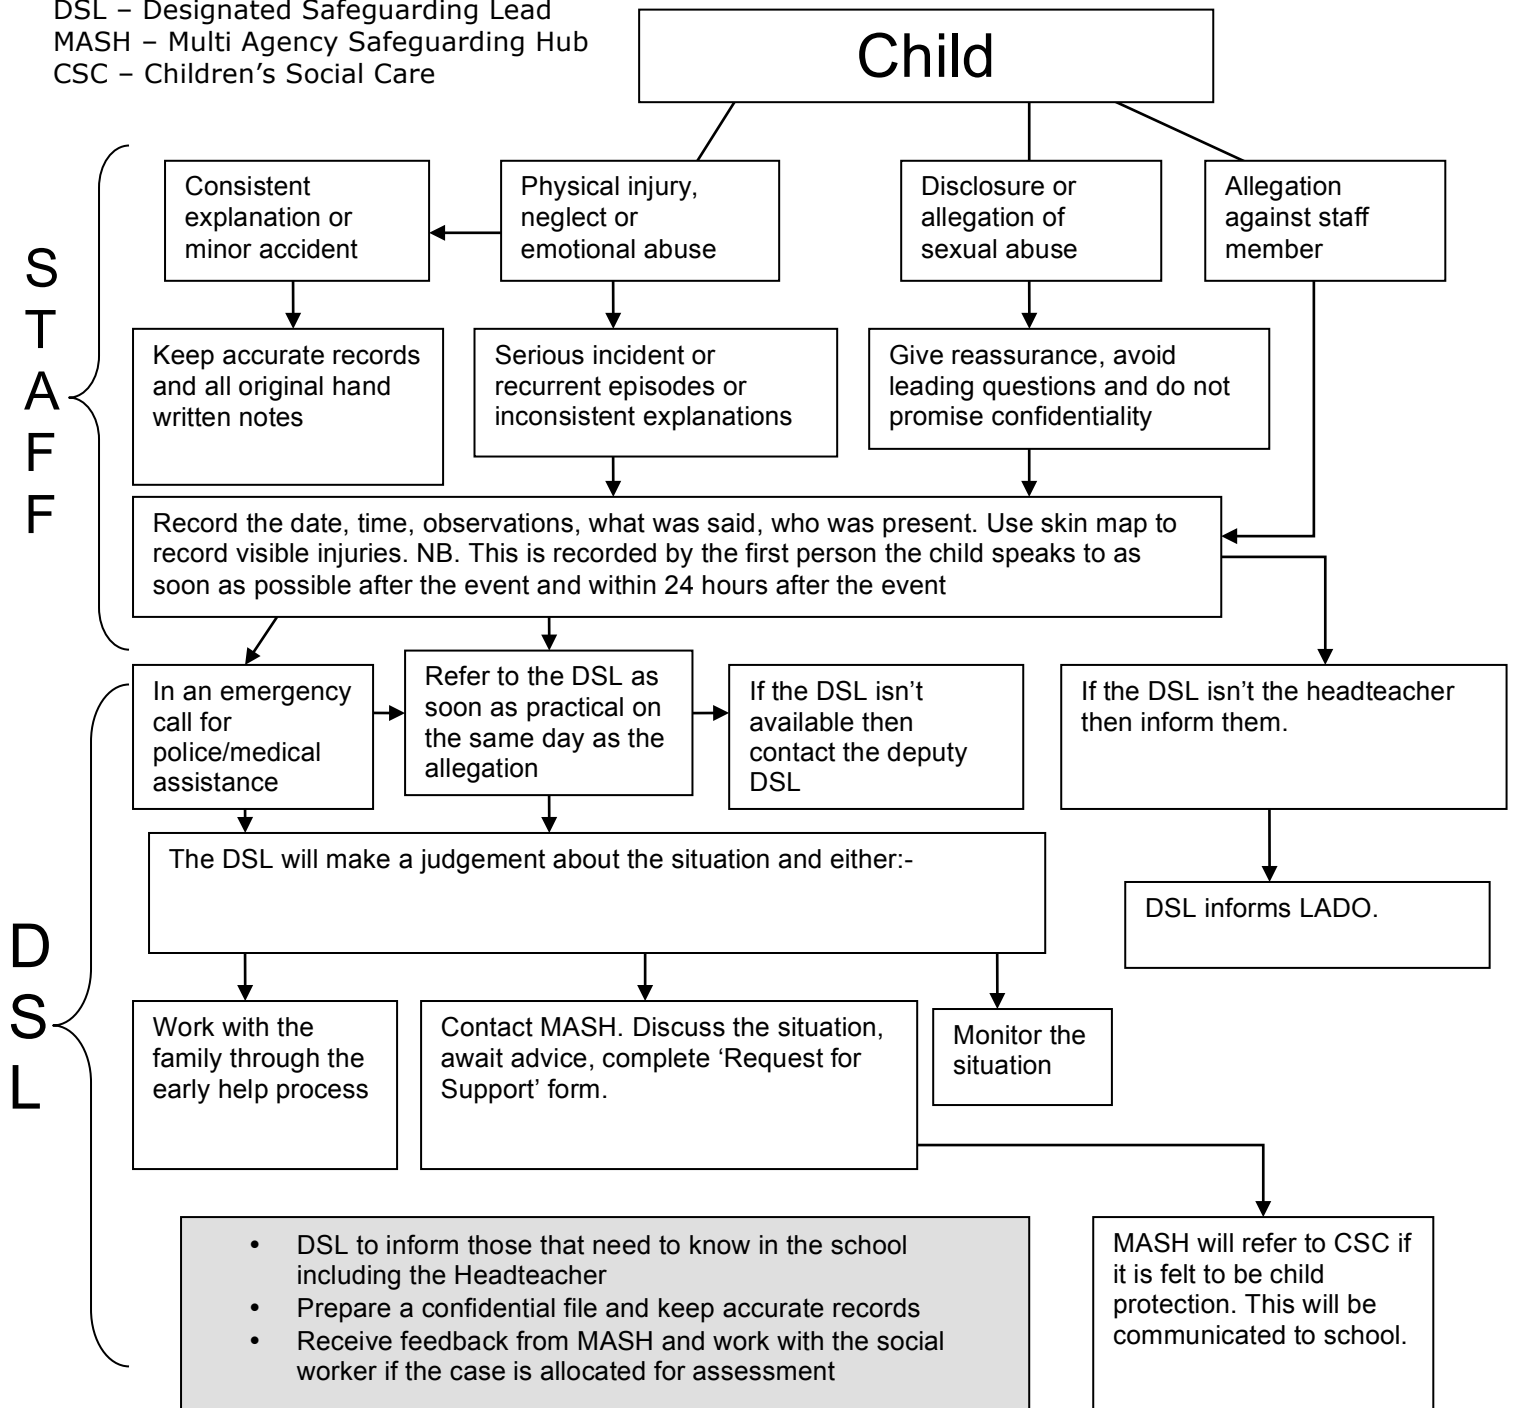 DSL – Designated Safeguarding Lead
MASH – Multi Agency Safeguarding Hub
CSC – Children's Social Care
Child
S
T
A
F
F
Consistent
explanation or
minor accident
Physical injury,
neglect or
emotional abuse
Disclosure or
allegation of
sexual abuse
Allegation
against staff
member
Keep accurate records
and all original hand
written notes
Serious incident or
recurrent episodes or
inconsistent explanations
Give reassurance, avoid
leading questions and do not
promise confidentiality
Record the date, time, observations, what was said, who was present. Use skin map to
record visible injuries. NB. This is recorded by the first person the child speaks to as
soon as possible after the event and within 24 hours after the event
D
S
L
In an emergency
call for
police/medical
assistance
Refer to the DSL as
soon as practical on
the same day as the
allegation
If the DSL isn't
available then
contact the deputy
DSL
If the DSL isn't the headteacher
then inform them.
The DSL will make a judgement about the situation and either:-
DSL informs LADO.
Work with the
family through the
early help process
Contact MASH. Discuss the situation,
await advice, complete ‘Request for
Support’ form.
Monitor the
situation
• DSL to inform those that need to know in the school
including the Headteacher
• Prepare a confidential file and keep accurate records
• Receive feedback from MASH and work with the social
worker if the case is allocated for assessment
MASH will refer to CSC if
it is felt to be child
protection. This will be
communicated to school.